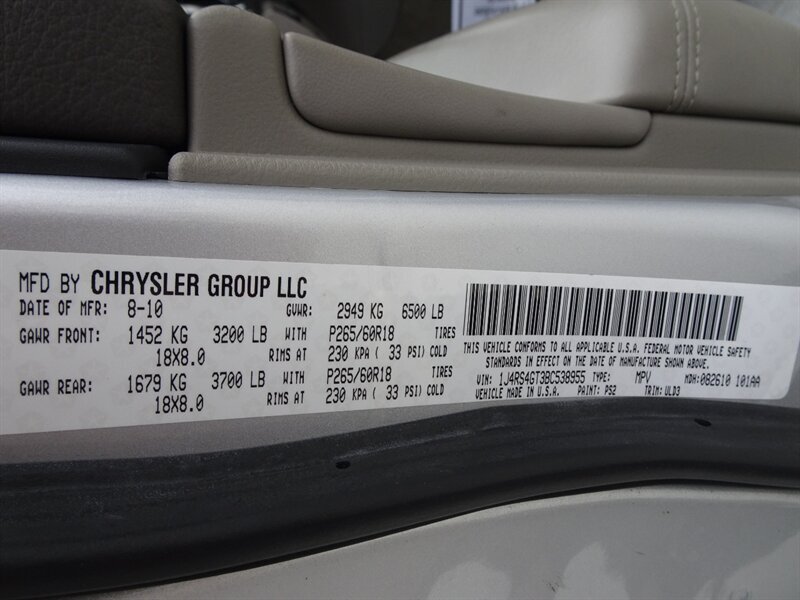 MFD BY CHRYSLER GROUP LLC
DATE OF MFR: 8-10 GVWR: 2949 KG 6500 LB
GAWR FRONT: 1452 KG 3200 LB WITH P265/60R18 TIRES
18X8.0 RIMS AT 230 KPA ( 33 PSI) COLD
GAWR REAR: 1679 KG 3700 LB WITH P265/60R18 TIRES
18X8.0 RIMS AT 230 KPA ( 33 PSI) COLD
THIS VEHICLE CONFORMS TO ALL APPLICABLE U.S.A. FEDERAL MOTOR VEHICLE SAFETY
STANDARDS IN EFFECT ON THE DATE OF MANUFACTURE SHOWN ABOVE.
VIN: 1J4RS4GT3BC538955 TYPE: MPV MDH: 082610 101AA
VEHICLE MADE IN U.S.A. PAINT: PS2 TRIM: ULD3